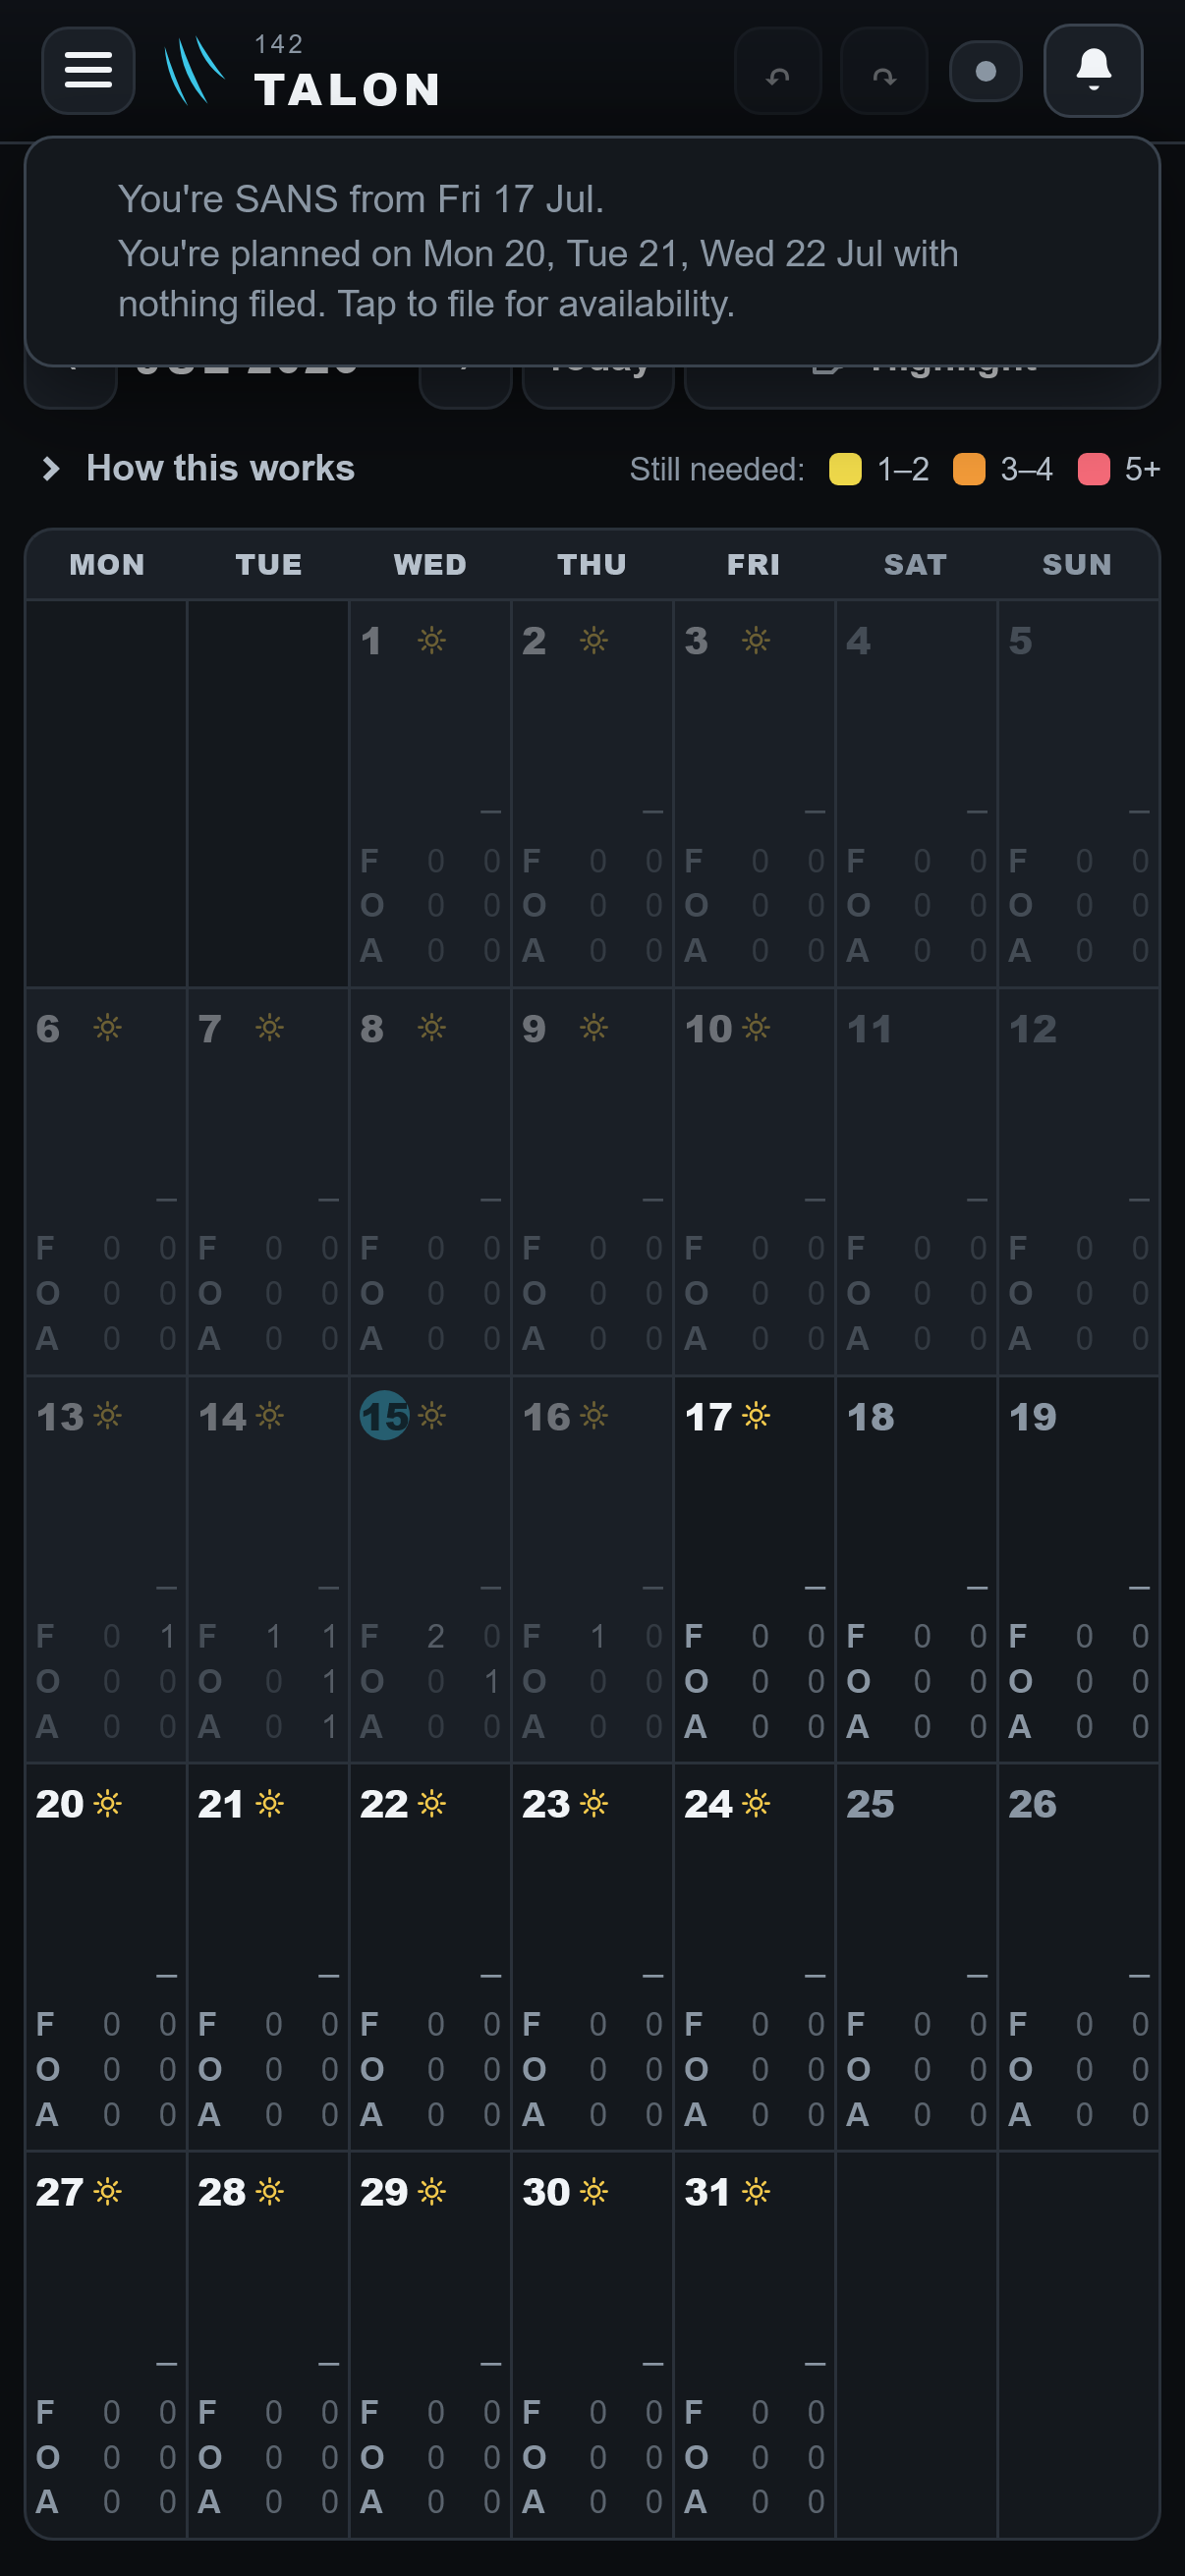 142
TALON
You're SANS from Fri 17 Jul.
You're planned on Mon 20, Tue 21, Wed 22 Jul with
nothing filed. Tap to file for availability.
How this works
Still needed: 1–2 3–4 5+
MON TUE WED THU FRI SAT SUN
1 2 3 4 5
– – – – –
F 0 0 F 0 0 F 0 0 F 0 0 F 0 0
O 0 0 O 0 0 O 0 0 O 0 0 O 0 0
A 0 0 A 0 0 A 0 0 A 0 0 A 0 0
6 7 8 9 10 11 12
– – – – – – –
F 0 0 F 0 0 F 0 0 F 0 0 F 0 0 F 0 0 F 0 0
O 0 0 O 0 0 O 0 0 O 0 0 O 0 0 O 0 0 O 0 0
A 0 0 A 0 0 A 0 0 A 0 0 A 0 0 A 0 0 A 0 0
13 14 15 16 17 18 19
– – – – – – –
F 0 1 F 1 1 F 2 0 F 1 0 F 0 0 F 0 0 F 0 0
O 0 0 O 0 1 O 0 1 O 0 0 O 0 0 O 0 0 O 0 0
A 0 0 A 0 1 A 0 0 A 0 0 A 0 0 A 0 0 A 0 0
20 21 22 23 24 25 26
– – – – – – –
F 0 0 F 0 0 F 0 0 F 0 0 F 0 0 F 0 0 F 0 0
O 0 0 O 0 0 O 0 0 O 0 0 O 0 0 O 0 0 O 0 0
A 0 0 A 0 0 A 0 0 A 0 0 A 0 0 A 0 0 A 0 0
27 28 29 30 31
– – – – –
F 0 0 F 0 0 F 0 0 F 0 0 F 0 0
O 0 0 O 0 0 O 0 0 O 0 0 O 0 0
A 0 0 A 0 0 A 0 0 A 0 0 A 0 0